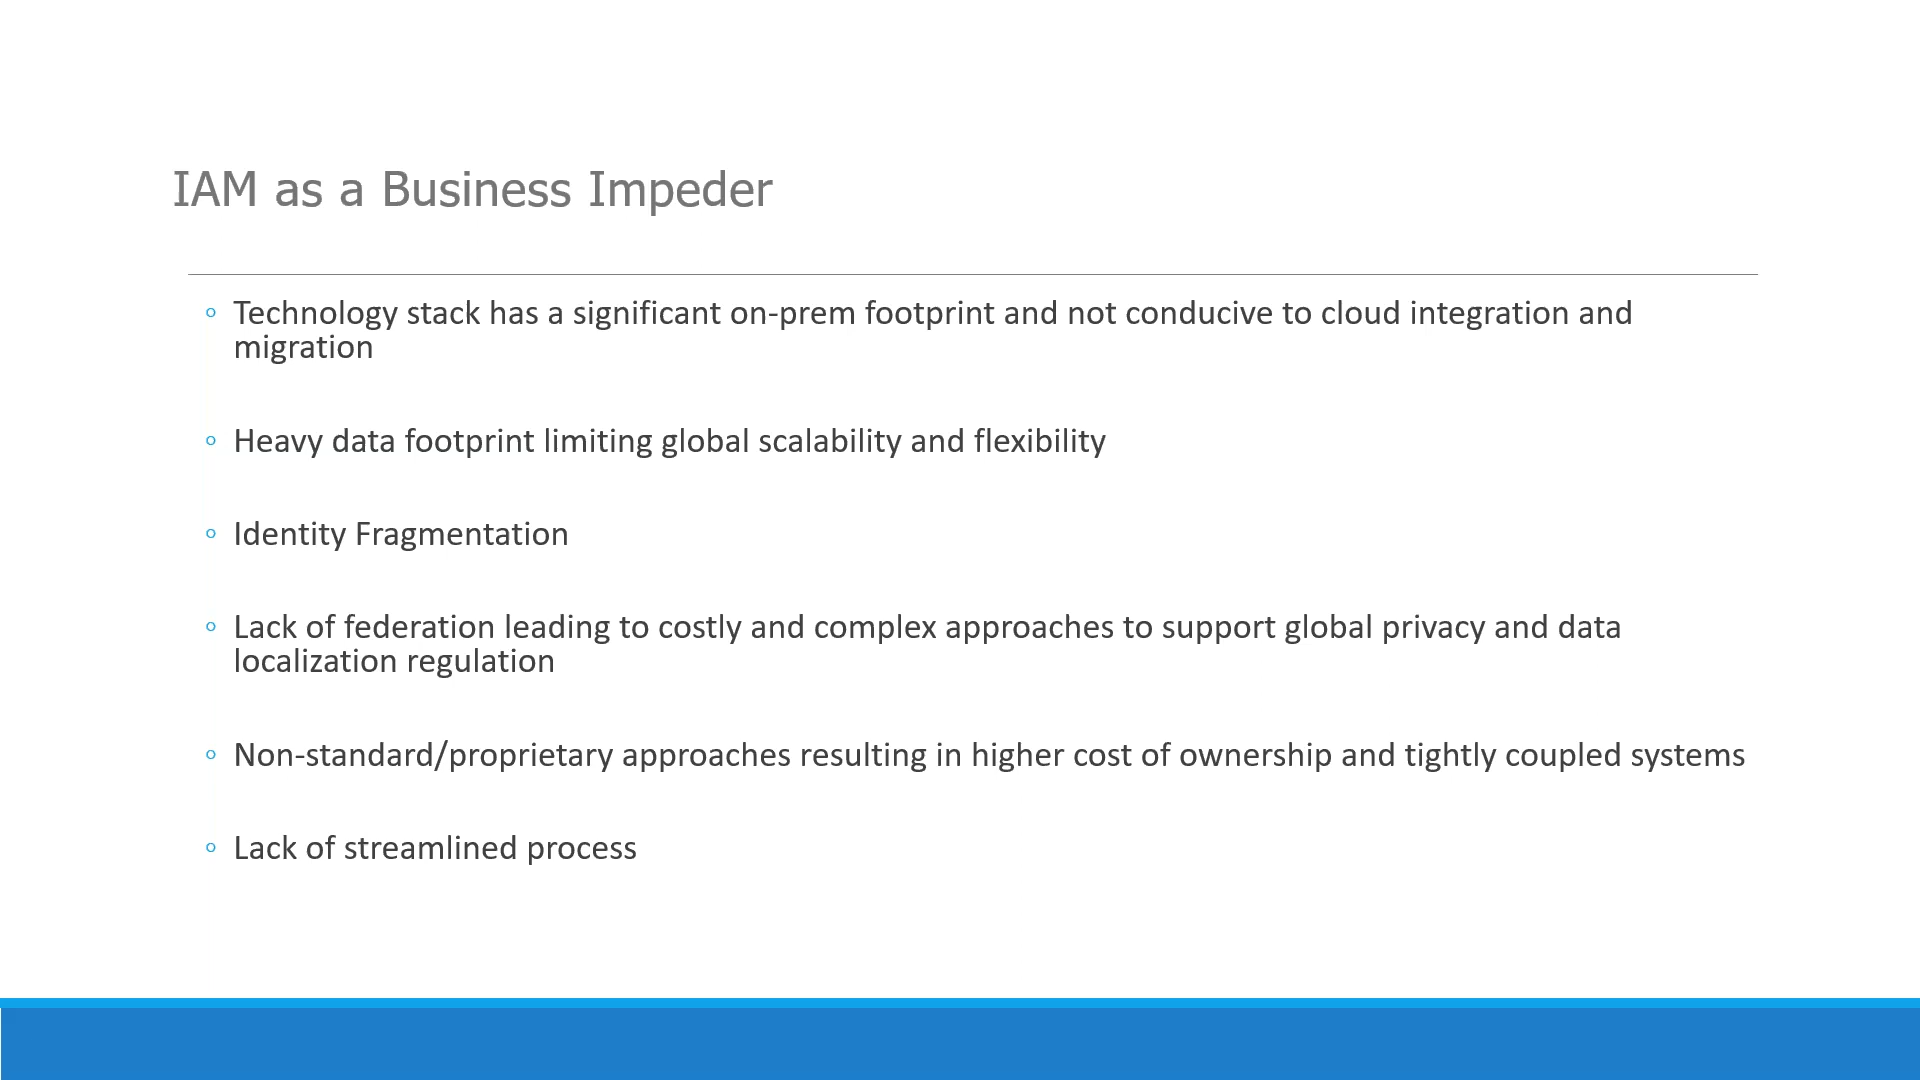 IAM as a Business Impeder
◦ Technology stack has a significant on-prem footprint and not conducive to cloud integration and
migration
◦ Heavy data footprint limiting global scalability and flexibility
◦ Identity Fragmentation
◦ Lack of federation leading to costly and complex approaches to support global privacy and data
localization regulation
◦ Non-standard/proprietary approaches resulting in higher cost of ownership and tightly coupled systems
◦ Lack of streamlined process